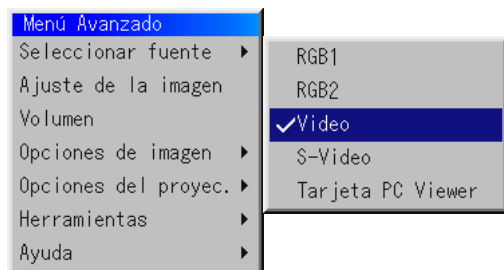 Menú Avanzado
Seleccionar fuente
Ajuste de la imagen
Volumen
Opciones de imagen
Opciones del proyec.
Herramientas
Ayuda
RGB1
RGB2
Video
S-Video
Tarjeta PC Viewer